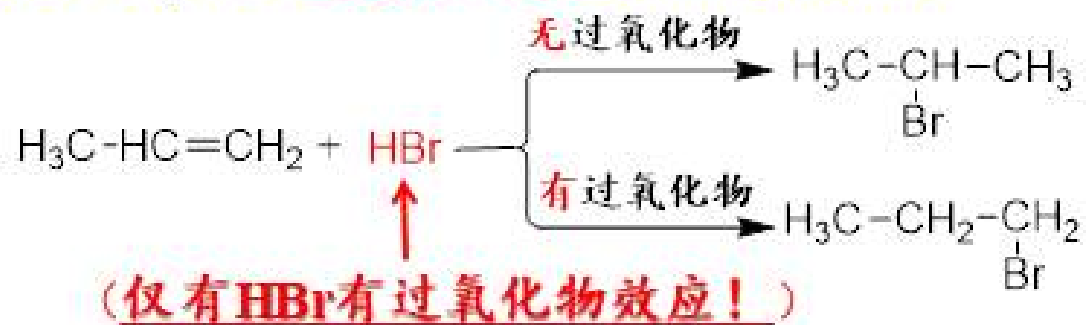 无过氧化物
H₃C-CH-CH₃
Br
H₃C-HC=CH₂ + HBr
有过氧化物
H₃C-CH₂-CH₂
Br
(仅有HBr有过氧化物效应！)